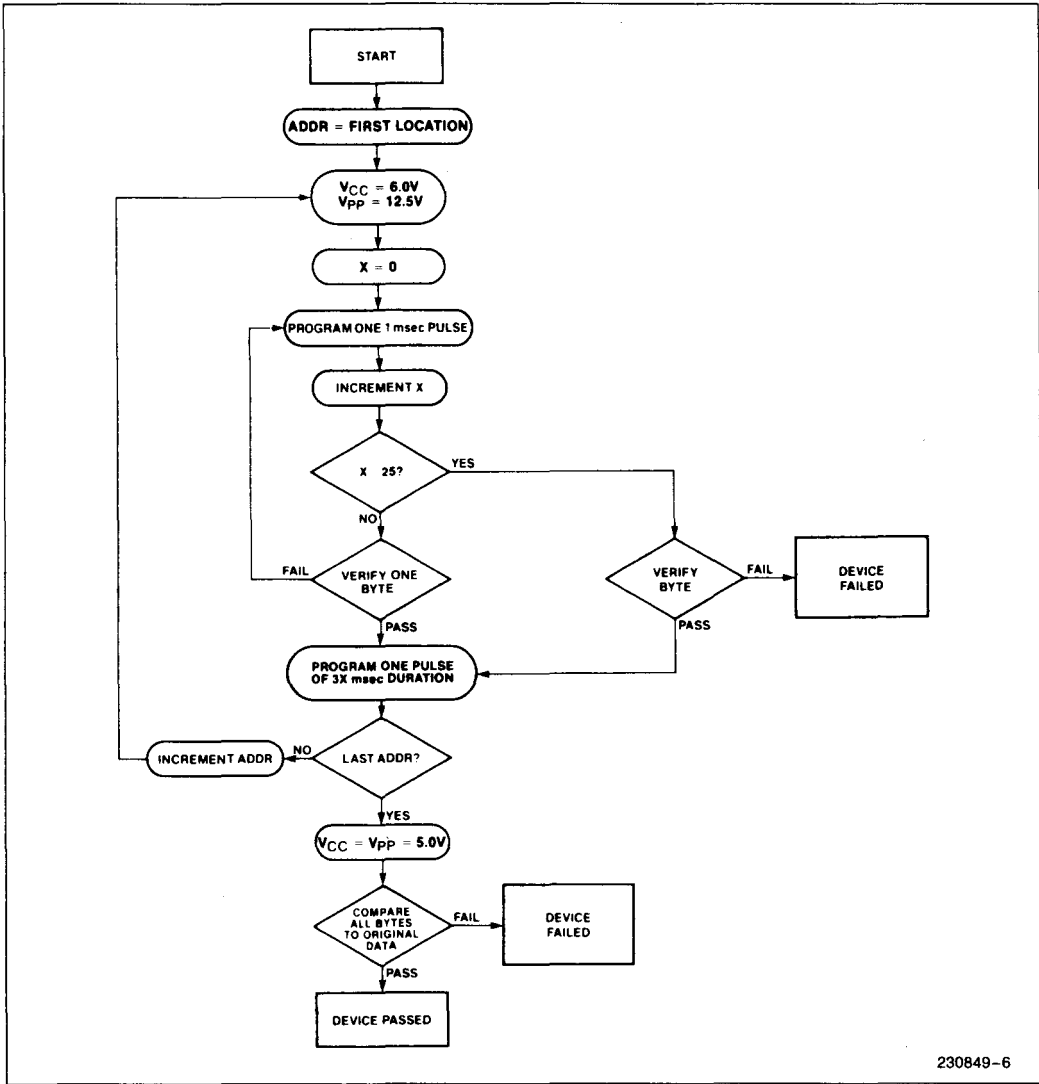 START
ADDR = FIRST LOCATION
VCC = 6.0V
VPP = 12.5V
X = 0
PROGRAM ONE 1 msec PULSE
INCREMENT X
X 25?
YES
NO
FAIL
VERIFY ONE
BYTE
PASS
VERIFY
BYTE
FAIL
PASS
DEVICE
FAILED
PROGRAM ONE PULSE
OF 3X msec DURATION
INCREMENT ADDR
NO
LAST ADDR?
YES
VCC = VPP = 5.0V
COMPARE
ALL BYTES
TO ORIGINAL
DATA
FAIL
DEVICE
FAILED
PASS
DEVICE PASSED
230849-6